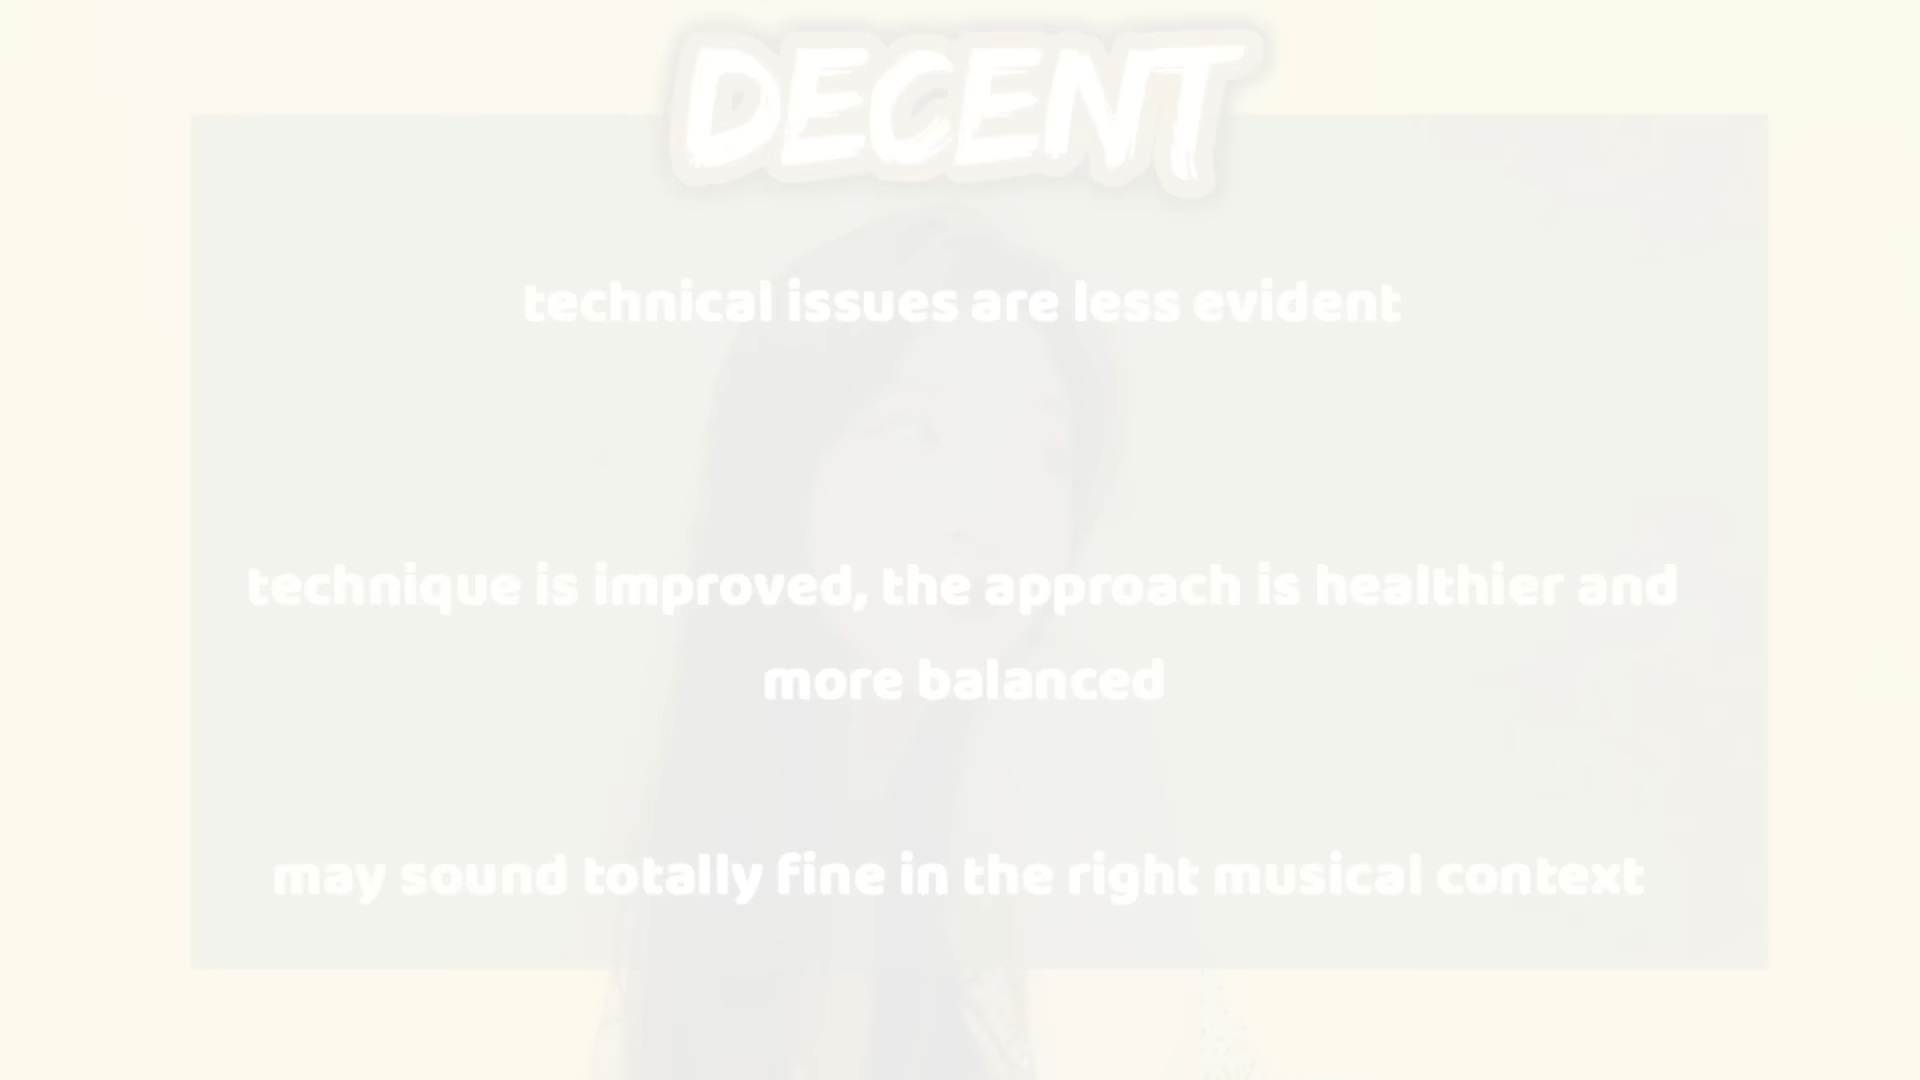 DECENT
technical issues are less evident
technique is improved, the approach is healthier and
more balanced
may sound totally fine in the right musical context